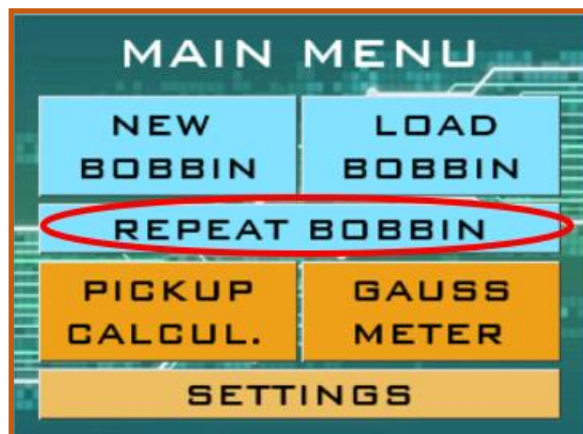 MAIN MENU
NEW
BOBBIN
LOAD
BOBBIN
REPEAT BOBBIN
PICKUP
CALCUL.
GAUSS
METER
SETTINGS